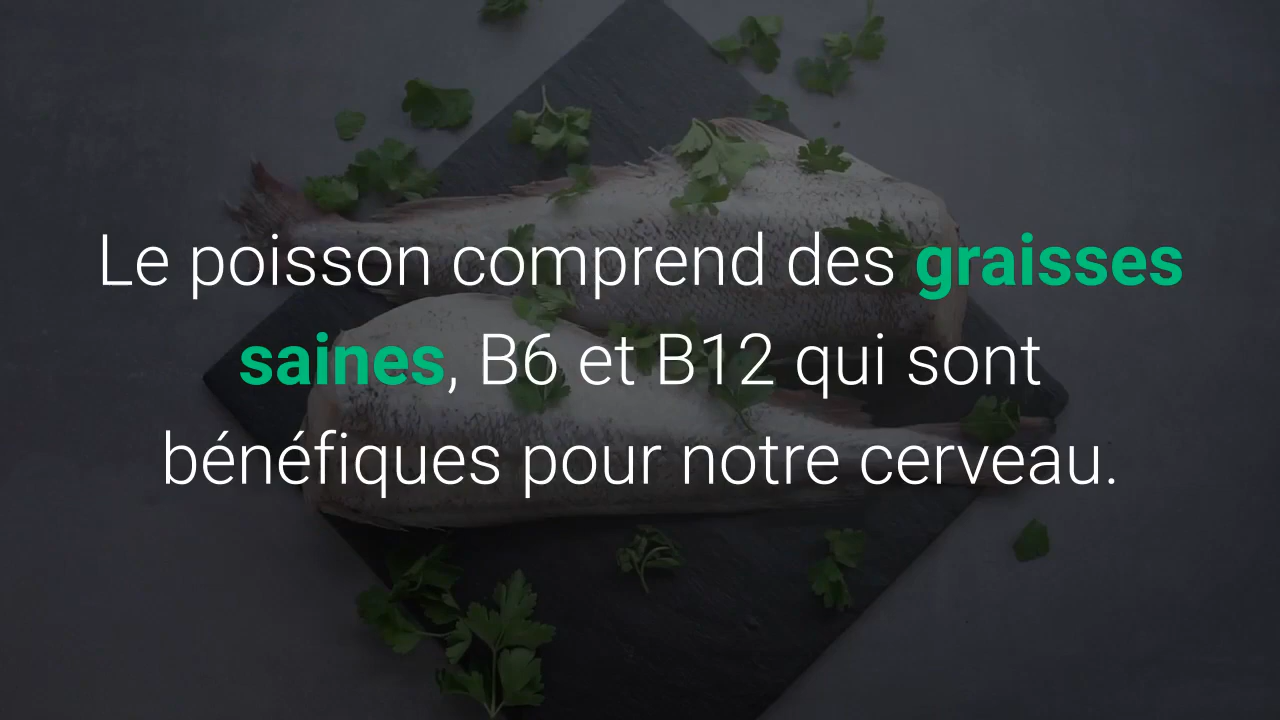 Le poisson comprend des graisses
saines, B6 et B12 qui sont
bénéfiques pour notre cerveau.